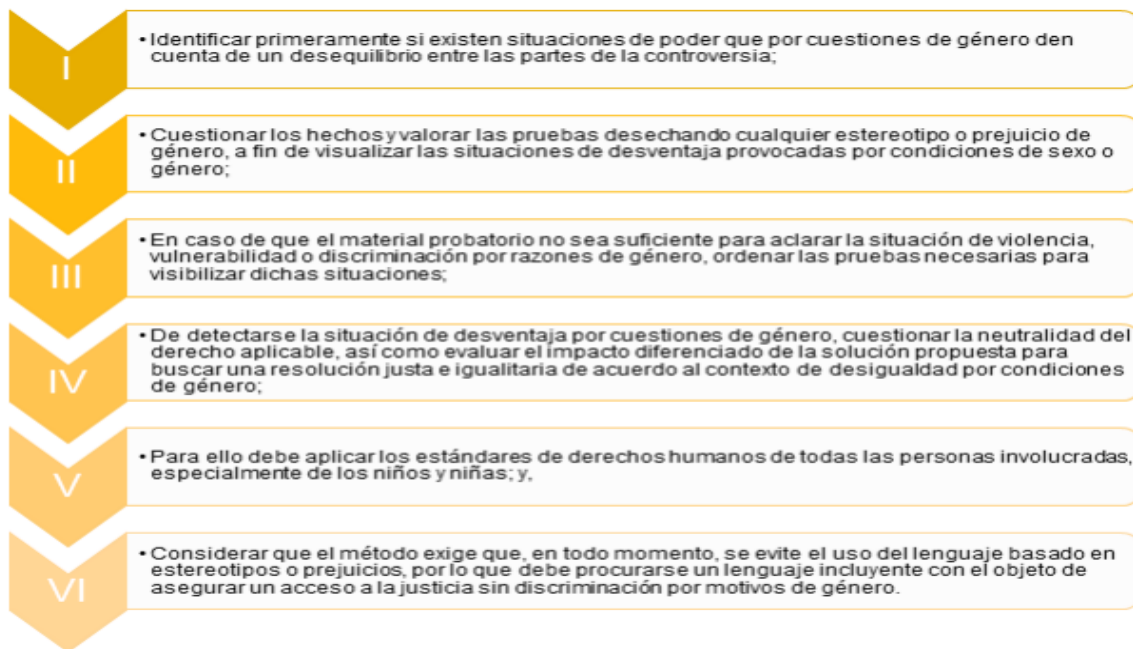 I
• Identificar primeramente si existen situaciones de poder que por cuestiones de género den
cuenta de un desequilibrio entre las partes de la controversia;
II
• Cuestionar los hechos y valorar las pruebas desechando cualquier estereotipo o prejuicio de
género, a fin de visualizar las situaciones de desventaja provocadas por condiciones de sexo o
género;
III
• En caso de que el material probatorio no sea suficiente para aclarar la situación de violencia,
vulnerabilidad o discriminación por razones de género, ordenar las pruebas necesarias para
visibilizar dichas situaciones;
IV
• De detectarse la situación de desventaja por cuestiones de género, cuestionar la neutralidad del
derecho aplicable, así como evaluar el impacto diferenciado de la solución propuesta para
buscar una resolución justa e igualitaria de acuerdo al contexto de desigualdad por condiciones
de género;
V
• Para ello debe aplicar los estándares de derechos humanos de todas las personas involucradas,
especialmente de los niños y niñas; y,
VI
• Considerar que el método exige que, en todo momento, se evite el uso del lenguaje basado en
estereotipos o prejuicios, por lo que debe procurarse un lenguaje incluyente con el objeto de
asegurar un acceso a la justicia sin discriminación por motivos de género.